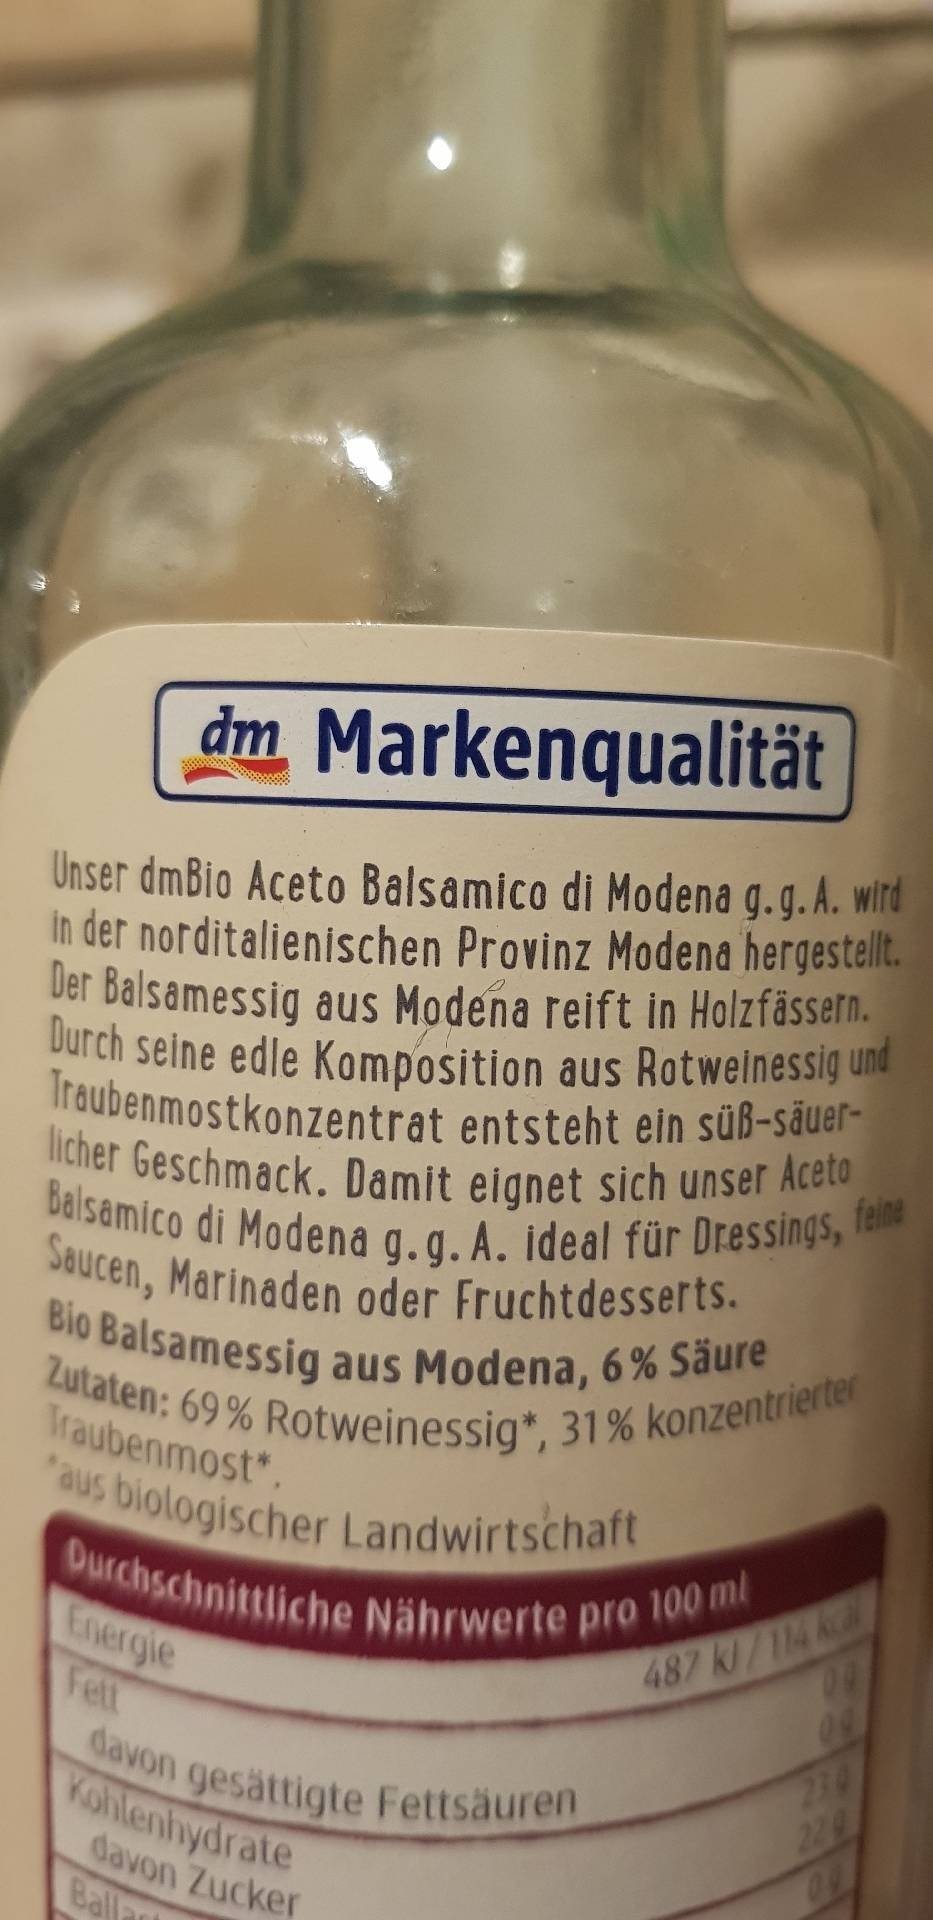 dm Markenqualität
Unser dmBio Aceto Balsamico di Modena g.g.A. wird
in der norditalienischen Provinz Modena hergestellt.
Der Balsamessig aus Modena reift in Holzfässern.
Durch seine edle Komposition aus Rotweinessig und
Traubenmostkonzentrat entsteht ein süß-säuer-
licher Geschmack. Damit eignet sich unser Aceto
Balsamico di Modena g.g.A. ideal für Dressings, feine
Saucen, Marinaden oder Fruchtdesserts.
Bio Balsamessig aus Modena, 6% Säure
Zutaten: 69% Rotweinessig*, 31% konzentrierter
Traubenmost*.
*aus biologischer Landwirtschaft
Durchschnittliche Nährwerte pro 100 ml
Energie 487 kJ / 114 kcal
Fett 0 g
davon gesättigte Fettsäuren 0 g
Kohlenhydrate 23 g
davon Zucker 22 g
0 g